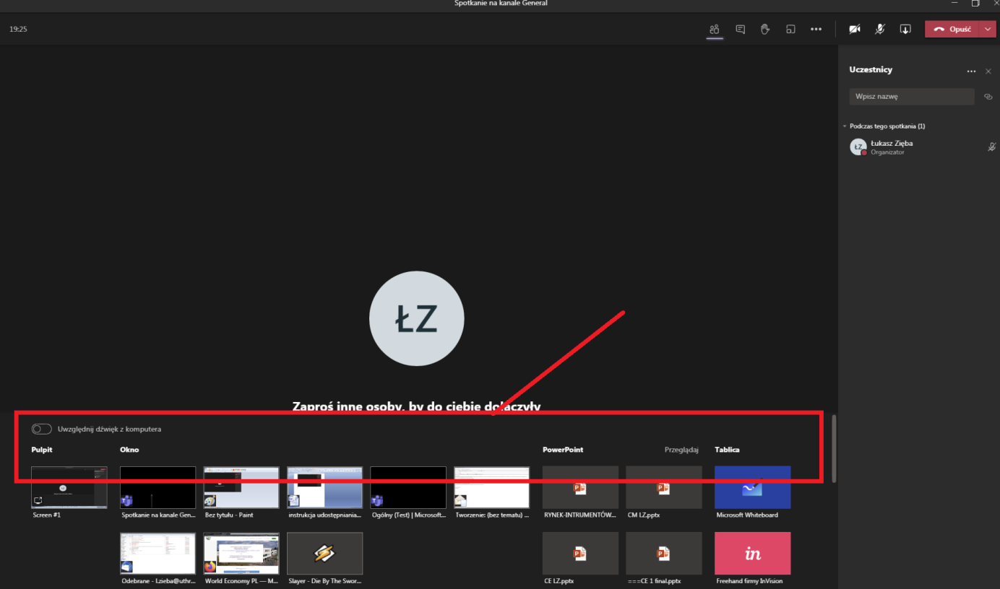 Spotkanie na kanale General
19:25
Opuść
Uczestnicy
Wpisz nazwę
Podczas tego spotkania (1)
ŁZ Łukasz Zięba
Organizator
ŁZ
Zaproś inne osoby, by do ciebie dołączyły
Uwzględnij dźwięk z komputera
Pulpit Okno PowerPoint Przeglądaj Tablica
Screen #1 Spotkanie na kanale Gen... Bez tytułu - Paint instrukcja udostępniania... Ogólny (Test) | Microsoft... Tworzenie: (bez tematu) ... RYNEK-INTRUMENTÓW... CM LZ.pptx Microsoft Whiteboard
in
Odebrane - l.zieba@uthr... World Economy PL — M... Slayer - Die By The Swor... CE LZ.pptx ===CE 1 final.pptx Freehand firmy InVision